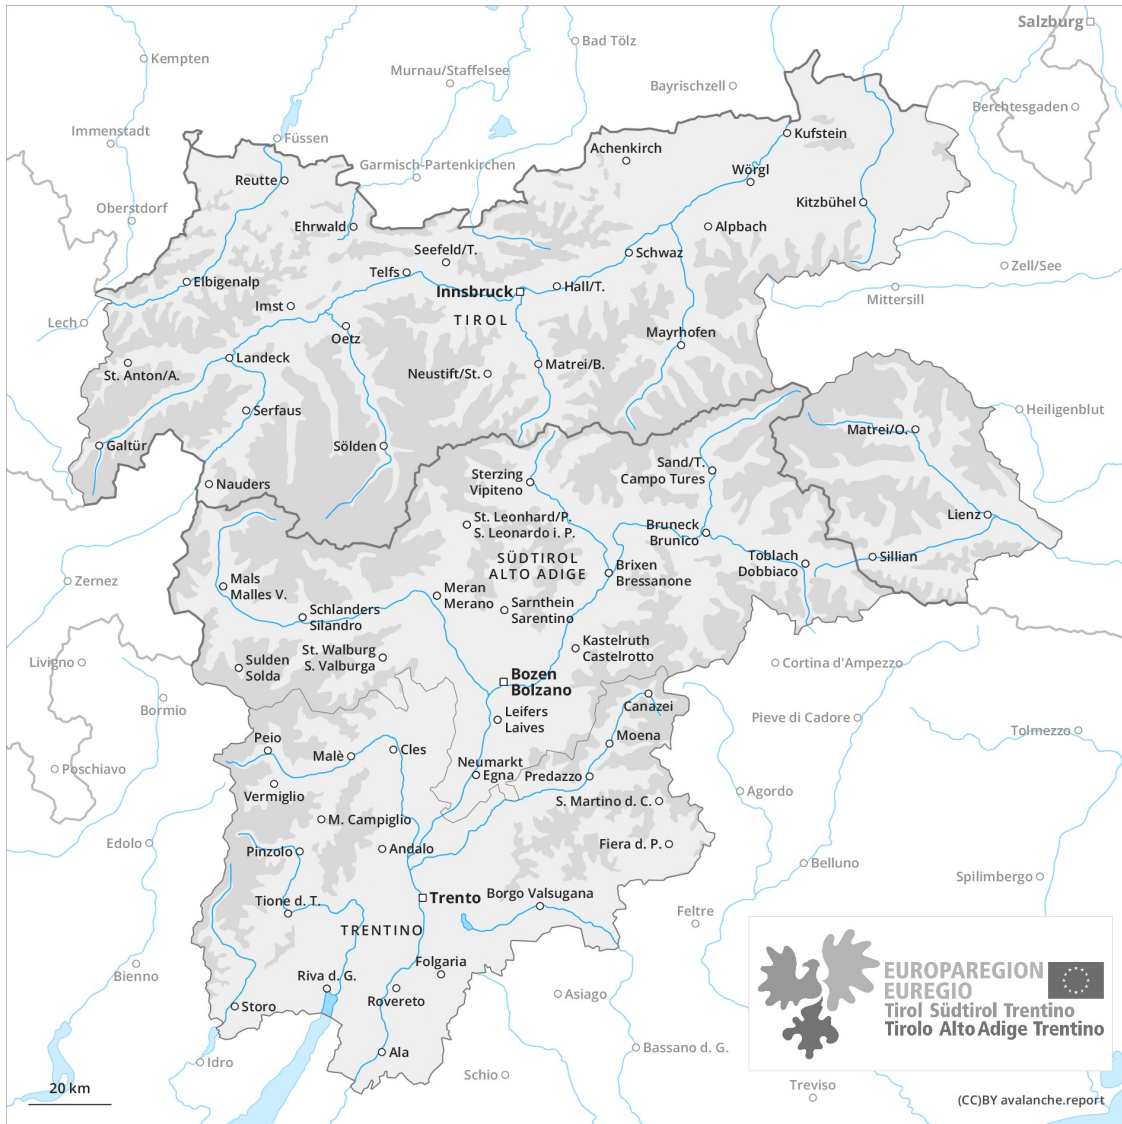 Salzburg
Bad Tölz
Kempten
Murnau/Staffelsee
Bayrischzell
Berchtesgaden
Immenstadt
Füssen
Kufstein
Achenkirch
Garmisch-Partenkirchen
Wörgl
Reutte
Kitzbühel
Oberstdorf
Ehrwald
Alpbach
Seefeld/T.
Schwaz
Telfs
Zell/See
Elbigenalp
Hall/T.
Innsbruck
Mittersill
Imst
TIROL
Lech
Oetz
Mayrhofen
Landeck
Matrei/B.
St. Anton/A.
Neustift/St.
Serfaus
Heiligenblut
Matrei/O.
Galtür
Sölden
Sand/T.
Campo Tures
Sterzing
Vipiteno
Nauders
St. Leonhard/P.
S. Leonardo i. P.
Lienz
Bruneck
Brunico
SÜDTIROL
ALTO ADIGE
Toblach
Dobbiaco
Sillian
Brixen
Bressanone
Zernez
Mals
Malles V.
Meran
Merano
Sarnthein
Sarentino
Schlanders
Silandro
Kastelruth
Castelrotto
St. Walburg
S. Valburga
Livigno
Sulden
Solda
Cortina d'Ampezzo
Bozen
Bolzano
Bormio
Canazei
Leifers
Laives
Pieve di Cadore
Tolmezzo
Moena
Peio
Malè
Cles
Neumarkt
Egna
Predazzo
Poschiavo
Vermiglio
Agordo
S. Martino d. C.
M. Campiglio
Edolo
Pinzolo
Andalo
Fiera d. P.
Belluno
Spilimbergo
Borgo Valsugana
Trento
Tione d. T.
Feltre
TRENTINO
Folgaria
Bienno
Riva d. G.
Rovereto
Asiago
Storo
EUROPAREGION
EUREGIO
Tirol Südtirol Trentino
Tirolo Alto Adige Trentino
Ala
Idro
Bassano d. G.
Schio
Treviso
20 km
(CC)BY avalanche.report